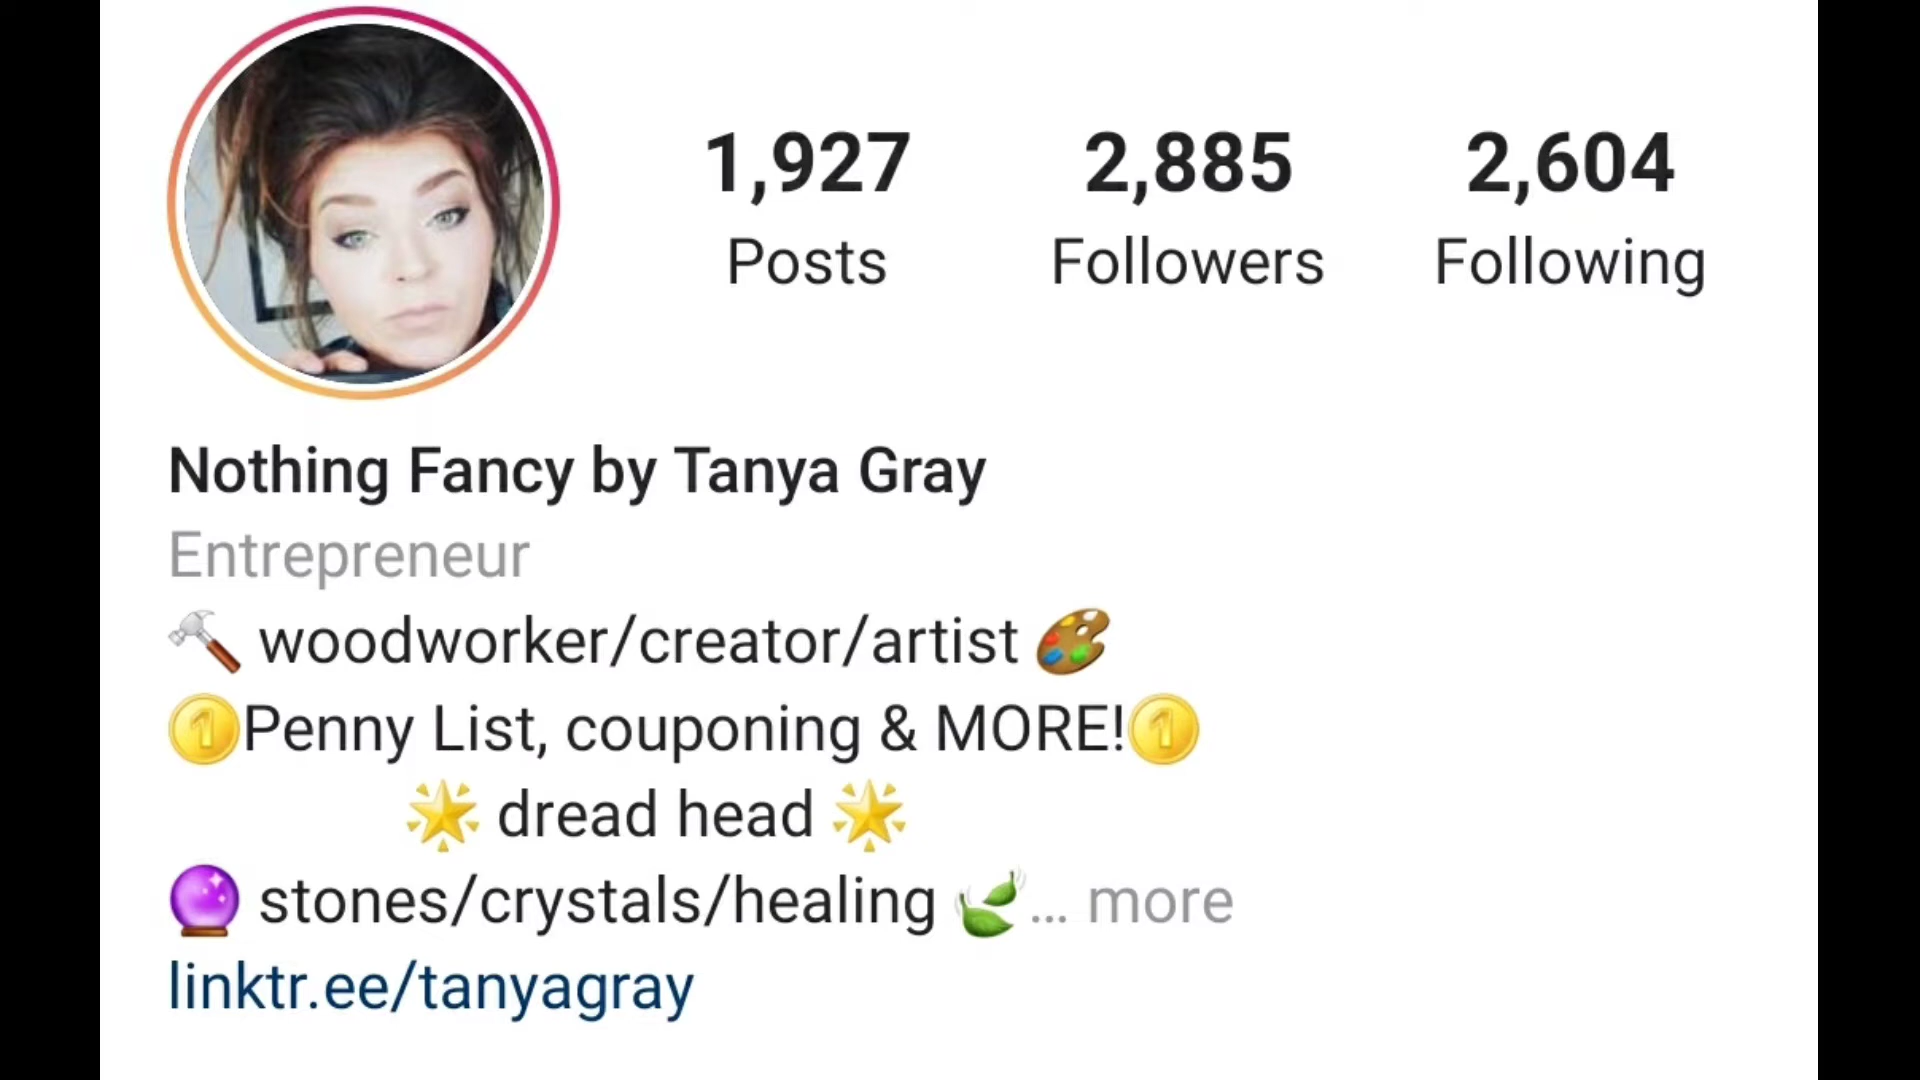 1,927 2,885 2,604
Posts Followers Following
Nothing Fancy by Tanya Gray
Entrepreneur
🔨 woodworker/creator/artist 🎨
🪙Penny List, couponing & MORE!🪙
🌟 dread head 🌟
🔮 stones/crystals/healing 🍃... more
linktr.ee/tanyagray